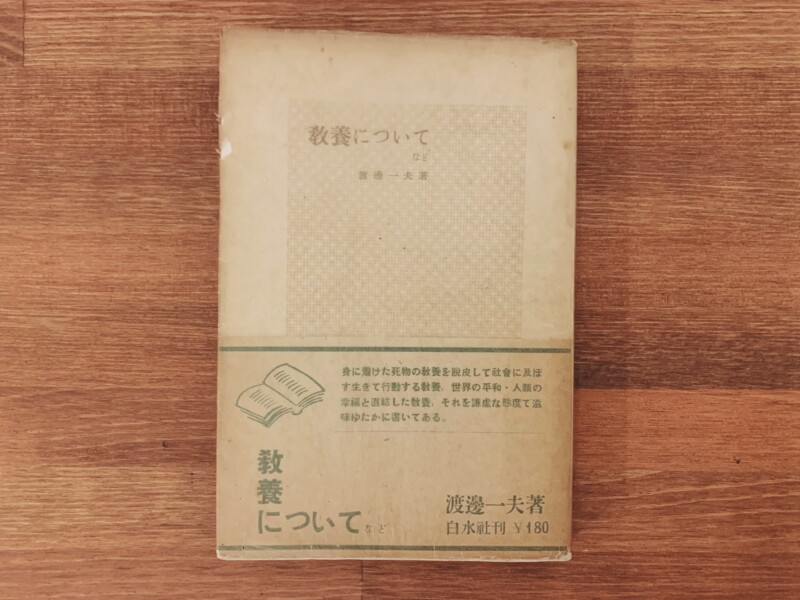 教養について
など
渡邊一夫著
身に着けた死物の教養を脱皮して社會に及ぼ
す生きて行動する教養、世界の平和・人類の
幸福と直結した教養、それを謙虚な態度で滋
味ゆたかに書いてある。
教養
についてなど
渡邊一夫著
白水社刊 ¥180